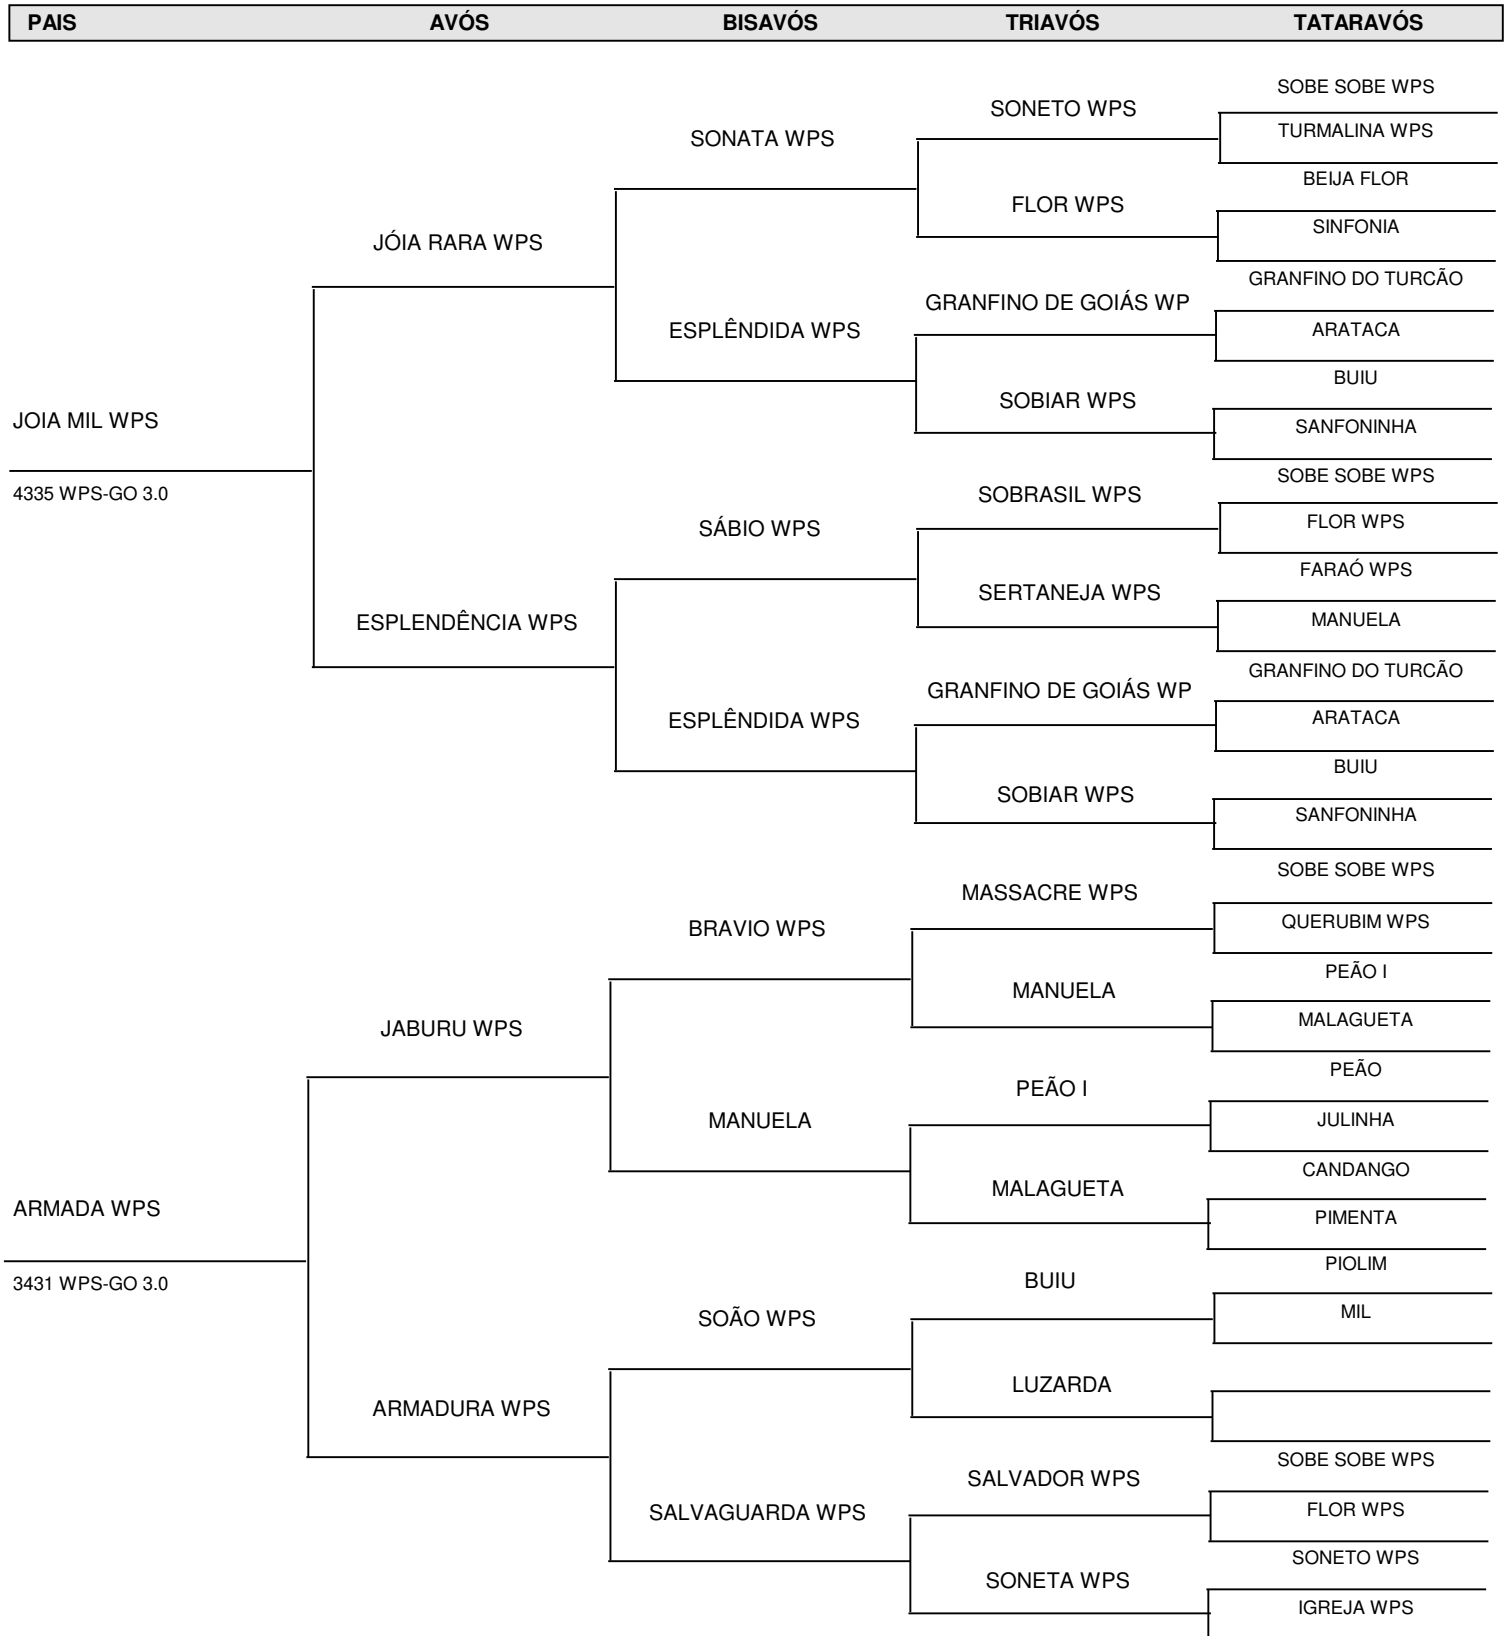 PAIS AVÓS BISAVÓS TRIAVÓS TATARAVÓS
SOBE SOBE WPS
SONETO WPS
TURMALINA WPS
SONATA WPS
BEIJA FLOR
FLOR WPS
SINFONIA
JÓIA RARA WPS
GRANFINO DO TURCÃO
GRANFINO DE GOIÁS WP
ARATACA
ESPLÊNDIDA WPS
BUIU
SOBIAR WPS
SANFONINHA
JOIA MIL WPS
4335 WPS-GO 3.0
SOBE SOBE WPS
SOBRASIL WPS
FLOR WPS
SÁBIO WPS
FARAÓ WPS
SERTANEJA WPS
MANUELA
ESPLENDÊNCIA WPS
GRANFINO DO TURCÃO
GRANFINO DE GOIÁS WP
ARATACA
ESPLÊNDIDA WPS
BUIU
SOBIAR WPS
SANFONINHA
SOBE SOBE WPS
MASSACRE WPS
QUERUBIM WPS
BRAVIO WPS
PEÃO I
MANUELA
MALAGUETA
JABURU WPS
PEÃO
PEÃO I
JULINHA
MANUELA
CANDANGO
MALAGUETA
PIMENTA
ARMADA WPS
3431 WPS-GO 3.0
PIOLIM
BUIU
MIL
SOÃO WPS
LUZARDA
ARMADURA WPS
SOBE SOBE WPS
SALVADOR WPS
FLOR WPS
SALVAGUARDA WPS
SONETO WPS
SONETA WPS
IGREJA WPS